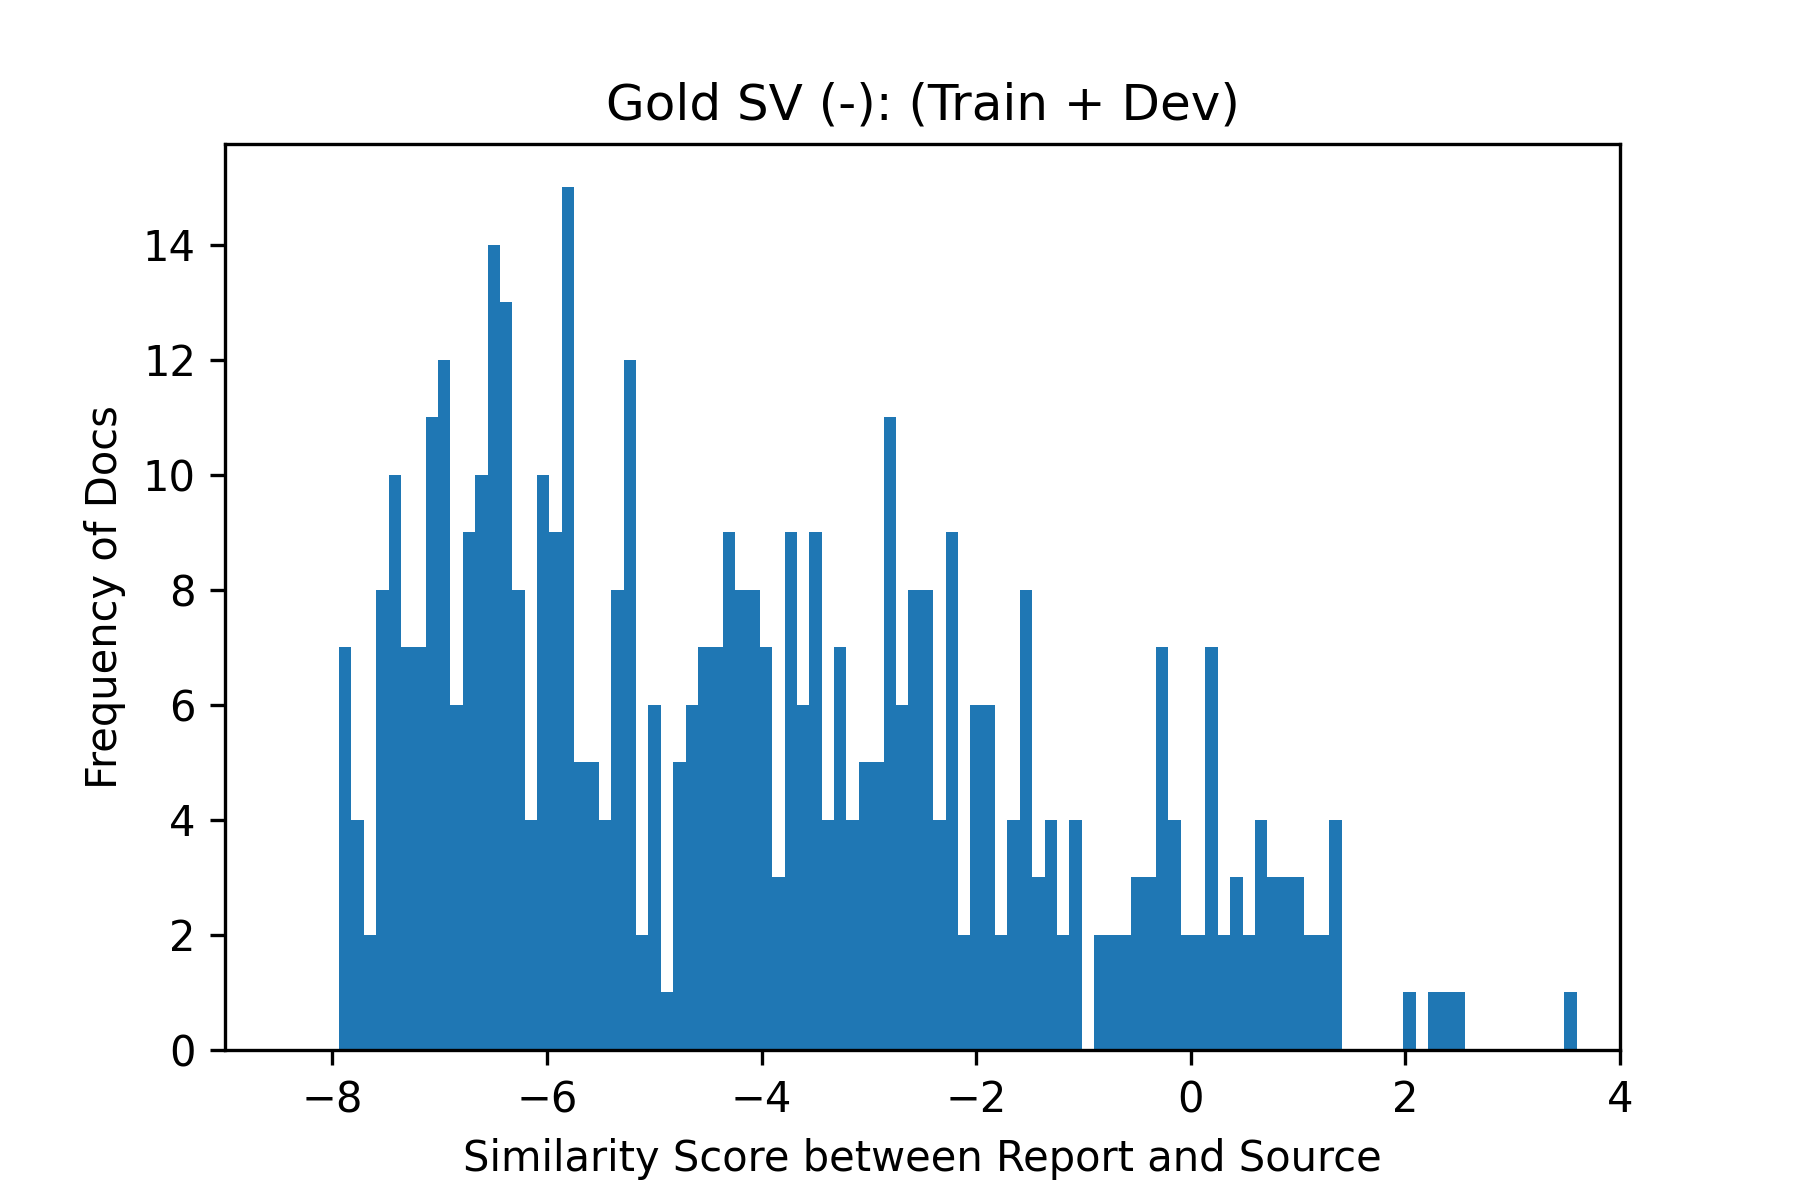 Gold SV (-): (Train + Dev)
Frequency of Docs
14
12
10
8
6
4
2
0
−8 −6 −4 −2 0 2 4
Similarity Score between Report and Source